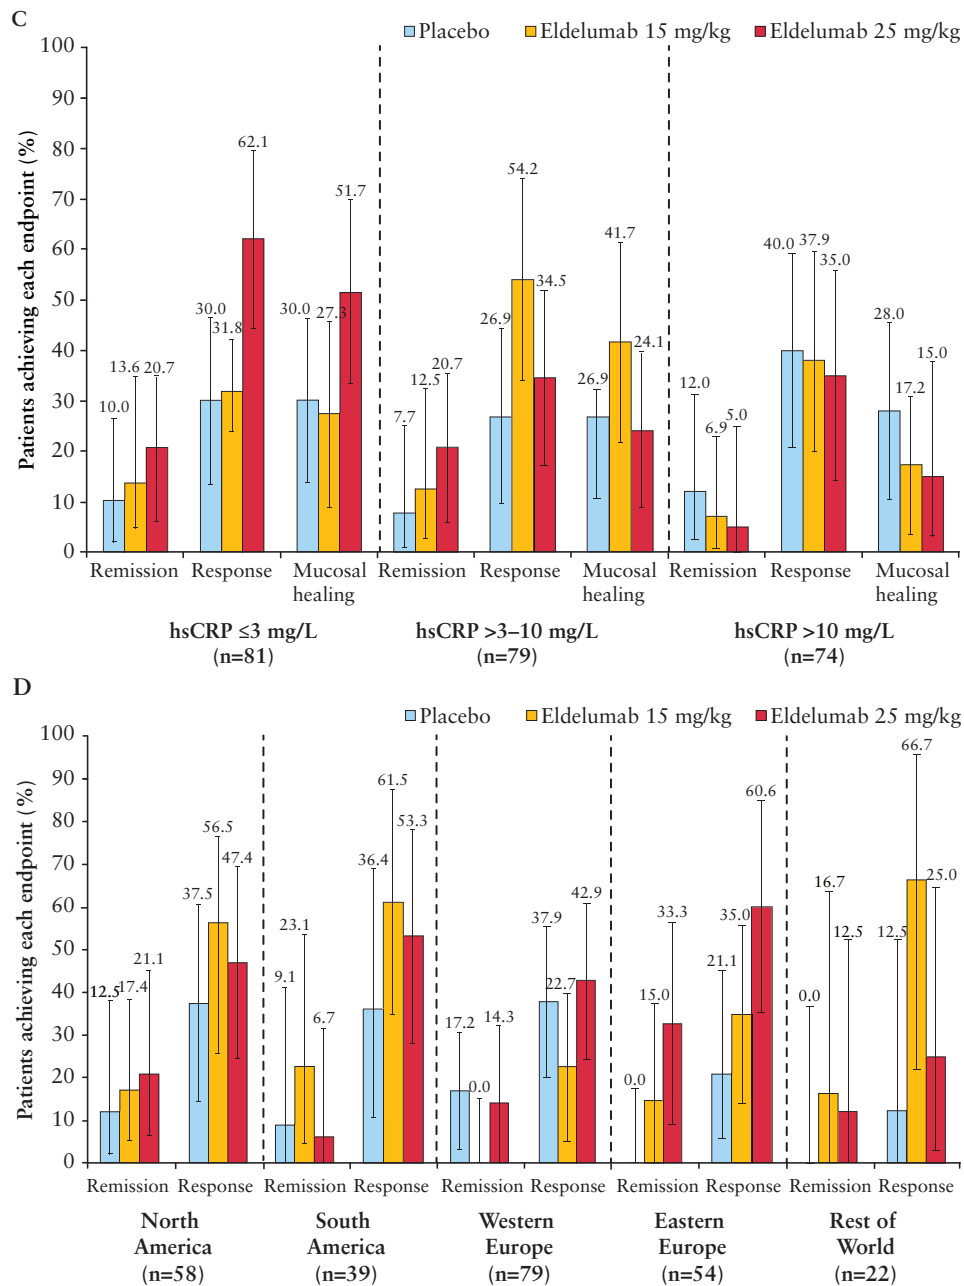 C
Placebo Eldelumab 15 mg/kg Eldelumab 25 mg/kg
Patients achieving each endpoint (%)
100
90
80
70
60
50
40
30
20
10
0
10.0 13.6 20.7
30.0 31.8 62.1
30.0 27.3 51.7
7.7 12.5 20.7
26.9 54.2 34.5
26.9 41.7 24.1
12.0 6.9 5.0
40.0 37.9 35.0
28.0 17.2 15.0
Remission Response Mucosal healing Remission Response Mucosal healing Remission Response Mucosal healing
hsCRP ≤3 mg/L hsCRP >3–10 mg/L hsCRP >10 mg/L
(n=81) (n=79) (n=74)
D
Placebo Eldelumab 15 mg/kg Eldelumab 25 mg/kg
Patients achieving each endpoint (%)
100
90
80
70
60
50
40
30
20
10
0
12.5 17.4 21.1
37.5 56.5 47.4
9.1 23.1 6.7
36.4 61.5 53.3
17.2 0.0 14.3
37.9 22.7 42.9
0.0 15.0 33.3
21.1 35.0 60.6
0.0 16.7 12.5
12.5 66.7 25.0
Remission Response Remission Response Remission Response Remission Response Remission Response
North South Western Eastern Rest of
America America Europe Europe World
(n=58) (n=39) (n=79) (n=54) (n=22)